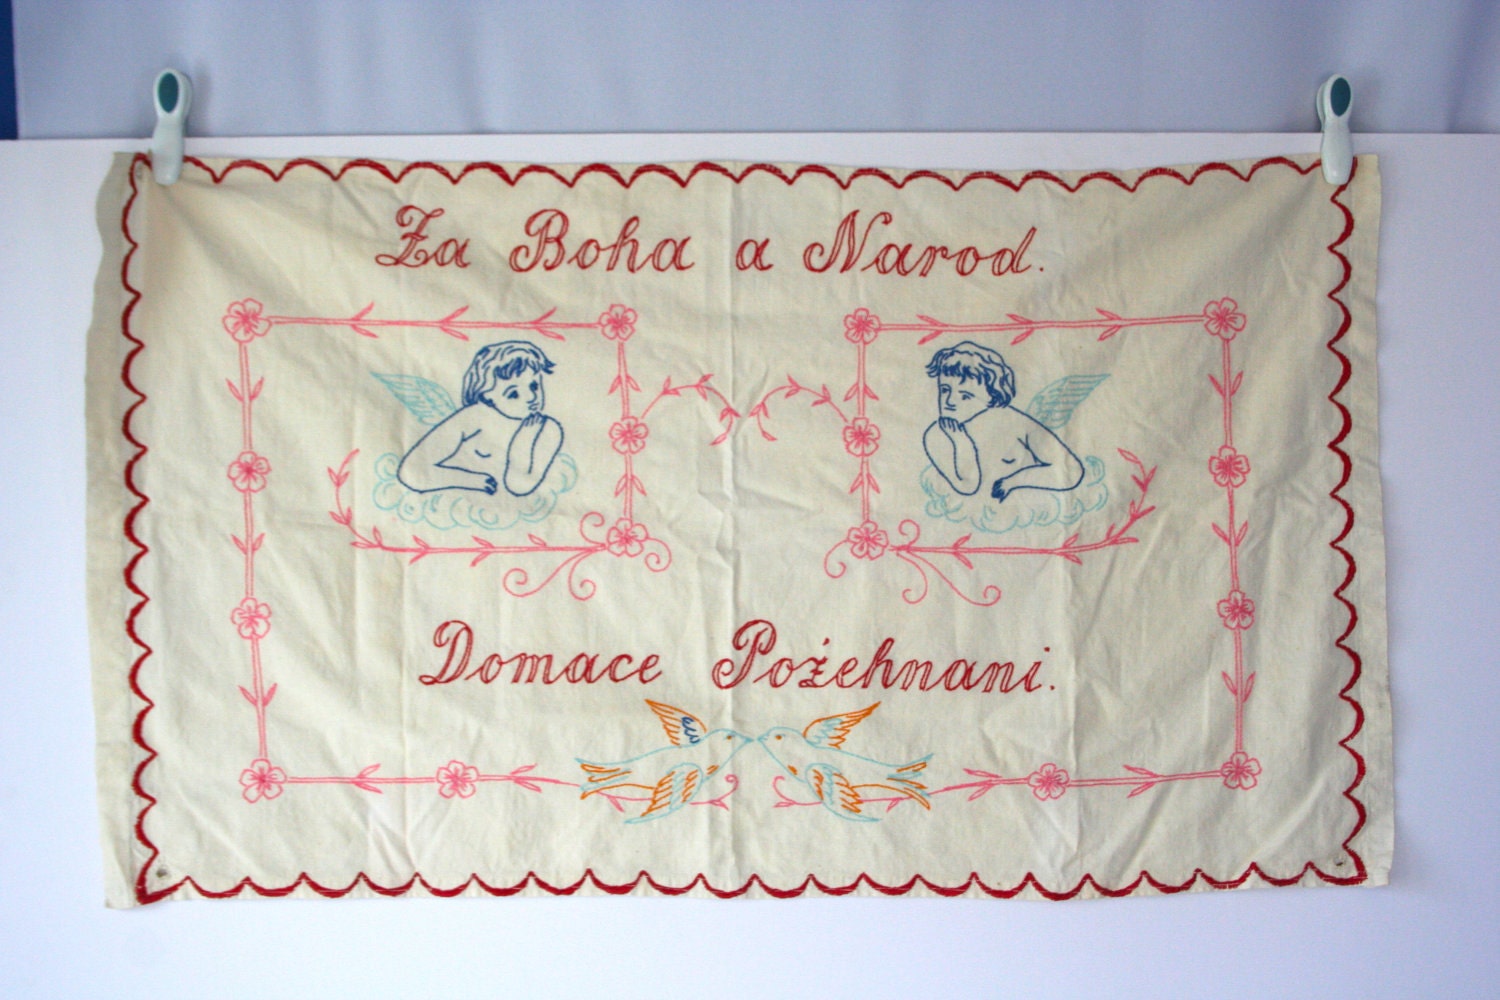 Za Boha a Narod.
Domace Požehnani.